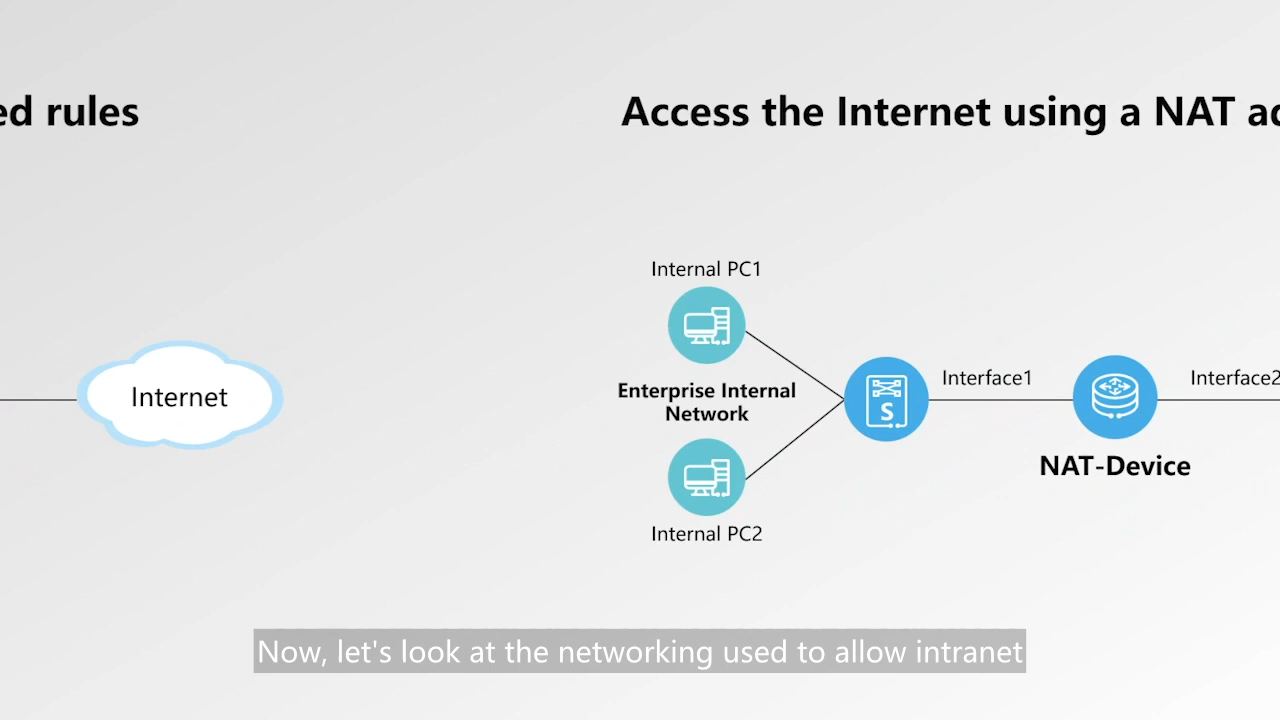 ed rules
Access the Internet using a NAT ad
Internal PC1
Enterprise Internal
Network
Internal PC2
S
Interface1
NAT-Device
Interface2
Internet
Now, let's look at the networking used to allow intranet